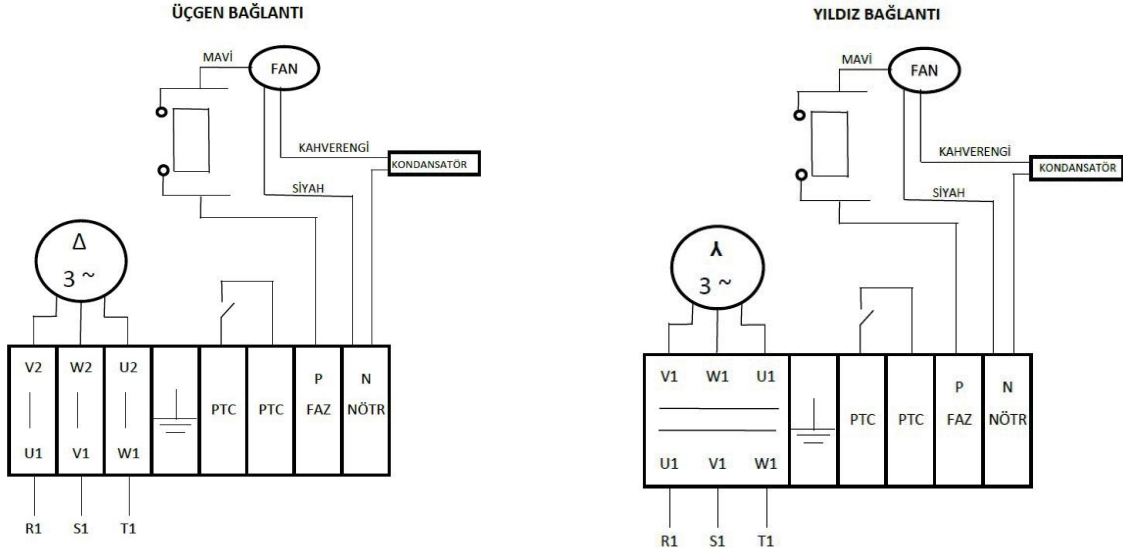 ÜÇGEN BAĞLANTI
MAVİ
FAN
KAHVERENGİ
KONDANSATÖR
SİYAH
Δ
3 ~
V2 W2 U2
P N
PTC PTC FAZ NÖTR
U1 V1 W1
R1 S1 T1
YILDIZ BAĞLANTI
MAVİ
FAN
KAHVERENGİ
KONDANSATÖR
SİYAH
⅄
3 ~
V1 W1 U1
P N
PTC PTC FAZ NÖTR
U1 V1 W1
R1 S1 T1